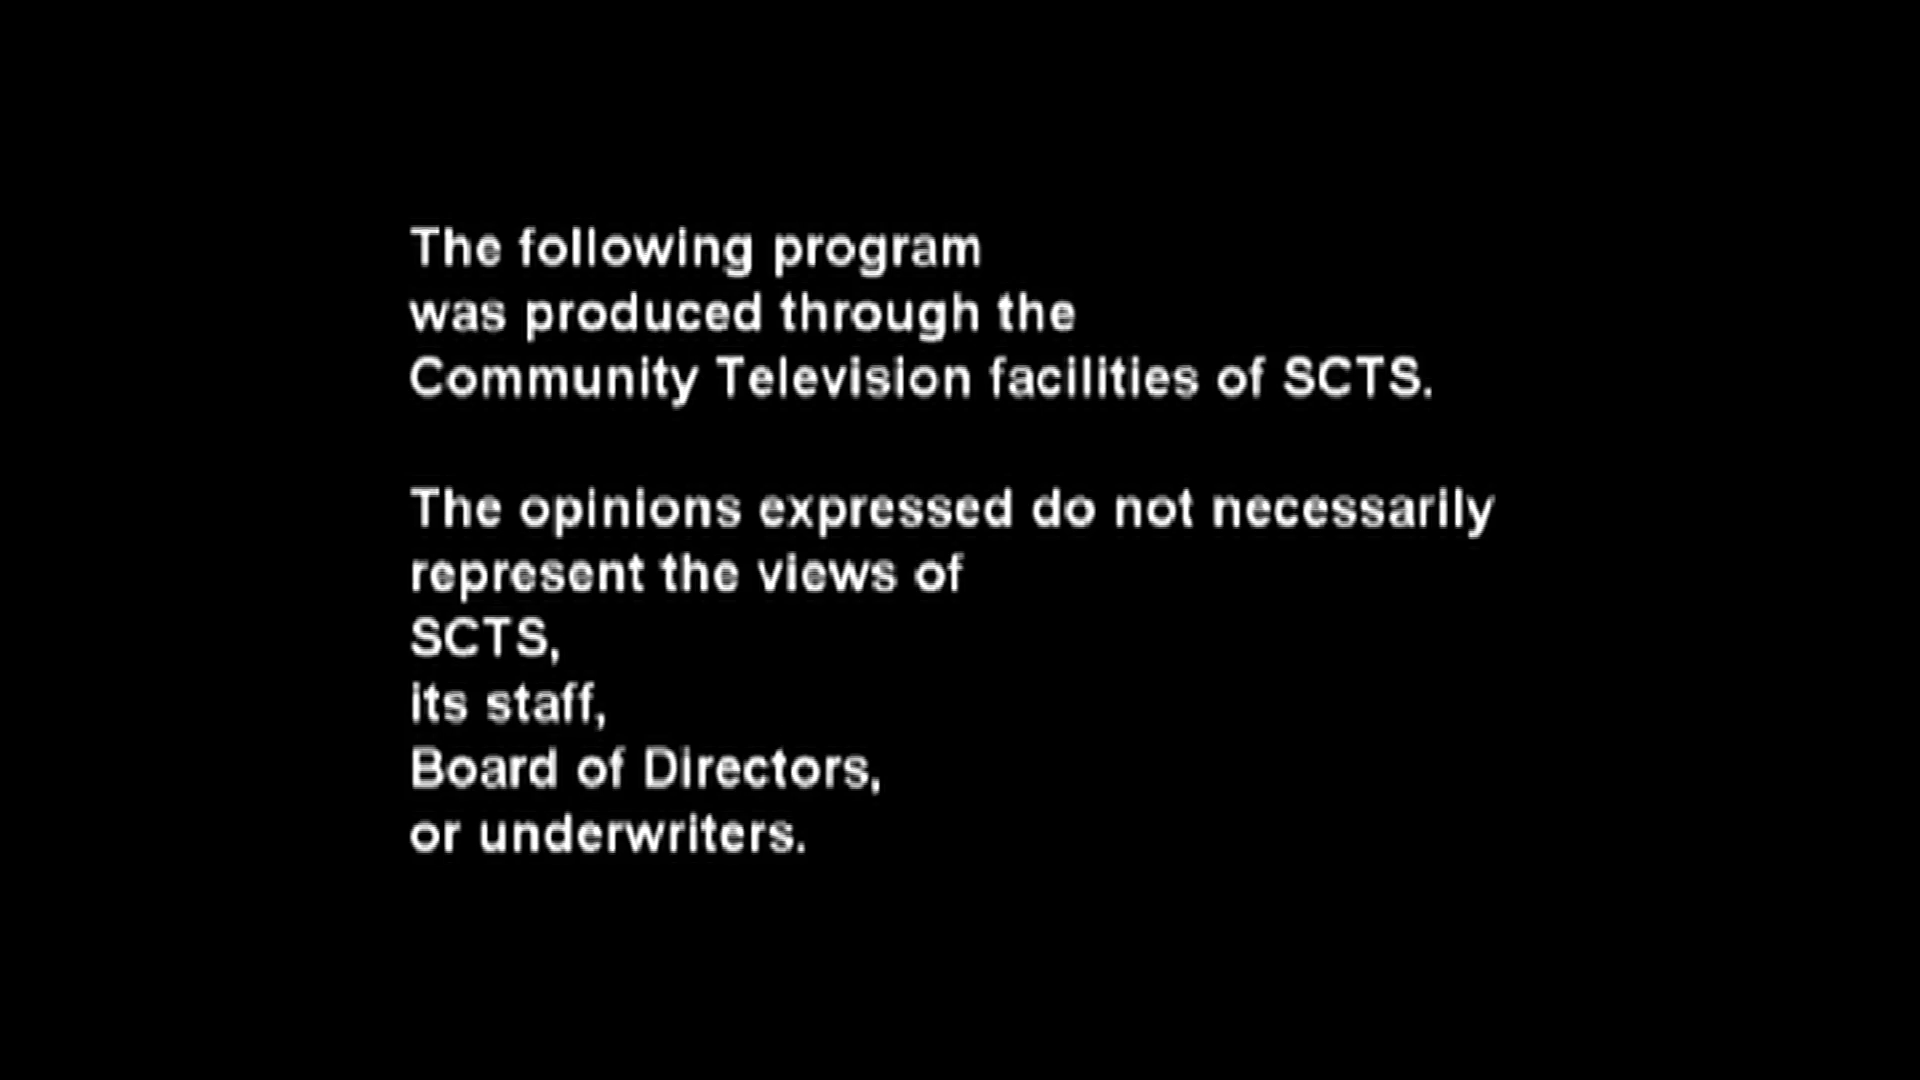 The following program
was produced through the
Community Television facilities of SCTS.
The opinions expressed do not necessarily
represent the views of
SCTS,
its staff,
Board of Directors,
or underwriters.